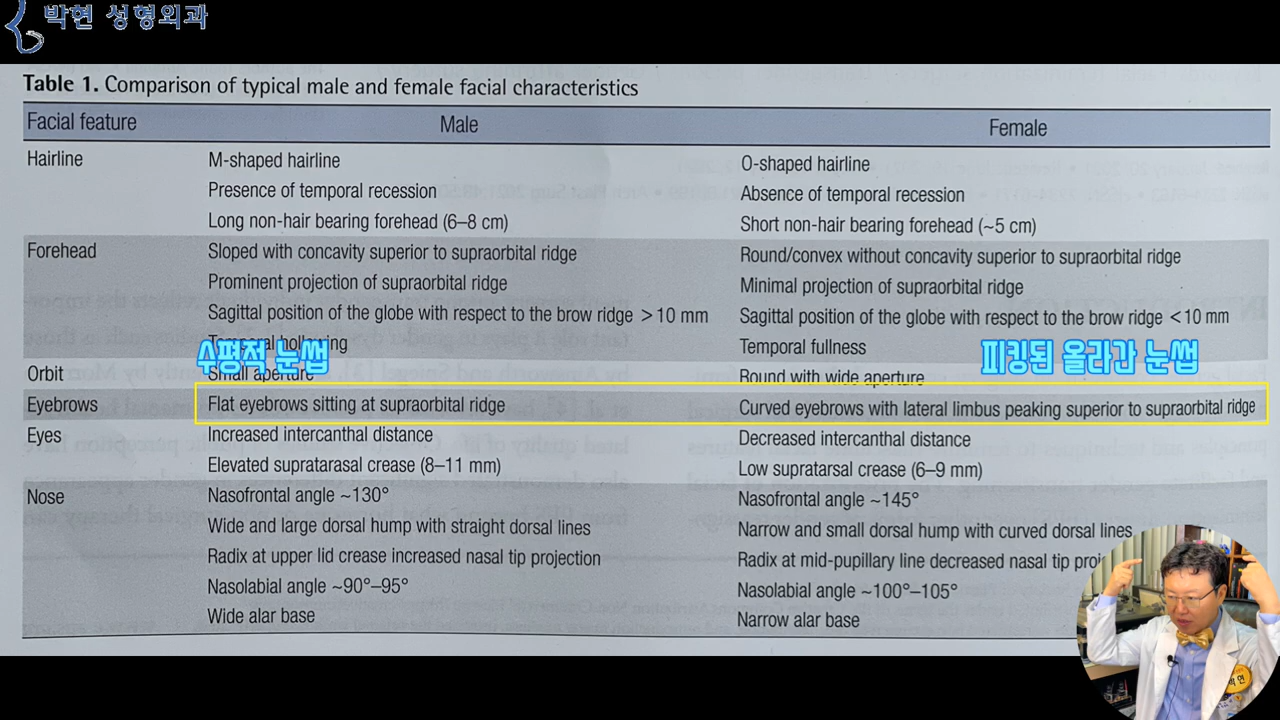 박현 성형외과
Table 1. Comparison of typical male and female facial characteristics
Facial feature Male Female
Hairline M-shaped hairline O-shaped hairline
Presence of temporal recession Absence of temporal recession
Long non-hair bearing forehead (6–8 cm) Short non-hair bearing forehead (~5 cm)
Forehead Sloped with concavity superior to supraorbital ridge Round/convex without concavity superior to supraorbital ridge
Prominent projection of supraorbital ridge Minimal projection of supraorbital ridge
Sagittal position of the globe with respect to the brow ridge >10 mm Sagittal position of the globe with respect to the brow ridge <10 mm
Temporal hollowing Temporal fullness
수평적 눈썹 피킹된 올라간 눈썹
Orbit Small aperture Round with wide aperture
Eyebrows Flat eyebrows sitting at supraorbital ridge Curved eyebrows with lateral limbus peaking superior to supraorbital ridge
Eyes Increased intercanthal distance Decreased intercanthal distance
Elevated supratarasal crease (8–11 mm) Low supratarsal crease (6–9 mm)
Nose Nasofrontal angle ~130° Nasofrontal angle ~145°
Wide and large dorsal hump with straight dorsal lines Narrow and small dorsal hump with curved dorsal lines
Radix at upper lid crease increased nasal tip projection Radix at mid-pupillary line decreased nasal tip
Nasolabial angle ~90°–95° Nasolabial angle ~100°–105°
Wide alar base Narrow alar base